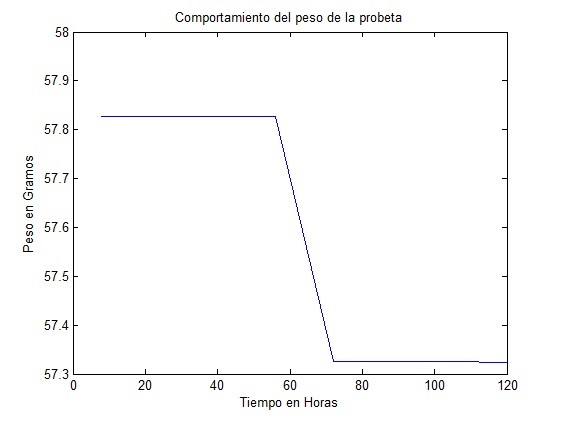 Comportamiento del peso de la probeta
58
57.9
57.8
57.7
57.6
57.5
57.4
57.3
Peso en Gramos
0 20 40 60 80 100 120
Tiempo en Horas